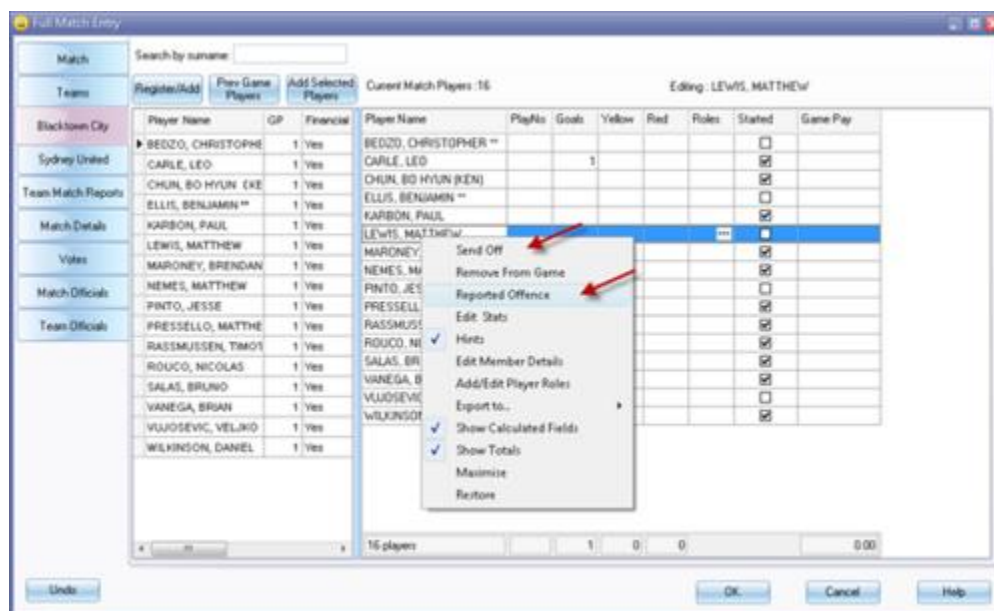 Full Match Entry
Match
Teams
Blacktown City
Sydney United
Team Match Reports
Match Details
Votes
Match Officials
Team Officials
Search by surname:
Register/Add
Prev Game Players
Add Selected Players
Current Match Players :16
Editing : LEWIS, MATTHEW
Player Name GP Financial
BEDZO, CHRISTOPHE 1 Yes
CARLE, LEO 1 Yes
CHUN, BO HYUN (KE 1 Yes
ELLIS, BENJAMIN ** 1 Yes
KARBON, PAUL 1 Yes
LEWIS, MATTHEW 1 Yes
MARONEY, BRENDAN 1 Yes
NEMES, MATTHEW 1 Yes
PINTO, JESSE 1 Yes
PRESSELLO, MATTHE 1 Yes
RASSMUSSEN, TIMOT 1 Yes
ROUCO, NICOLAS 1 Yes
SALAS, BRUNO 1 Yes
VANEGA, BRIAN 1 Yes
VUJOSEVIC, VELJKO 1 Yes
WILKINSON, DANIEL 1 Yes
Player Name PlayNo Goals Yellow Red Roles Started Game Pay
BEDZO, CHRISTOPHER **
CARLE, LEO 1
CHUN, BO HYUN (KEN)
ELLIS, BENJAMIN **
KARBON, PAUL
LEWIS, MATTHEW ...
MARONEY,
NEMES, MA
PINTO, JES
PRESSELL
RASSMUSS
ROUCO, NI
SALAS, BR
VANEGA, B
VUJOSEVIC
WILKINSON
Send Off
Remove From Game
Reported Offence
Edit Stats
Hints
Edit Member Details
Add/Edit Player Roles
Export to..
Show Calculated Fields
Show Totals
Maximise
Restore
16 players 1 0 0 0.00
Undo
OK
Cancel
Help